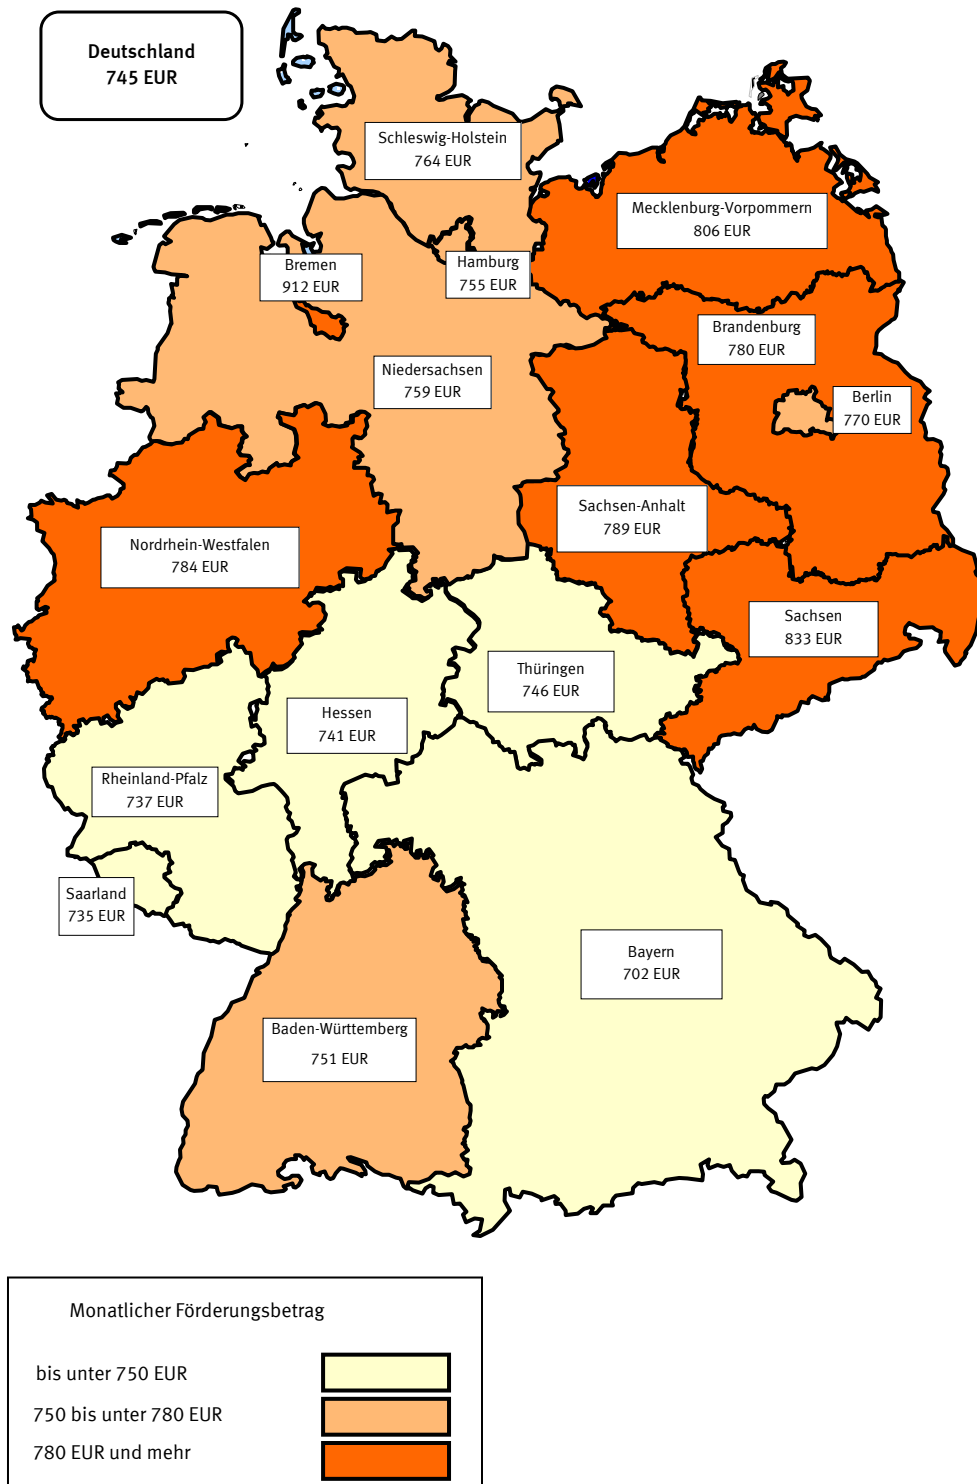 Deutschland
745 EUR
Schleswig-Holstein
764 EUR
Mecklenburg-Vorpommern
806 EUR
Bremen
912 EUR
Hamburg
755 EUR
Brandenburg
780 EUR
Niedersachsen
759 EUR
Berlin
770 EUR
Sachsen-Anhalt
789 EUR
Nordrhein-Westfalen
784 EUR
Sachsen
833 EUR
Thüringen
746 EUR
Hessen
741 EUR
Rheinland-Pfalz
737 EUR
Saarland
735 EUR
Bayern
702 EUR
Baden-Württemberg
751 EUR
Monatlicher Förderungsbetrag
bis unter 750 EUR
750 bis unter 780 EUR
780 EUR und mehr